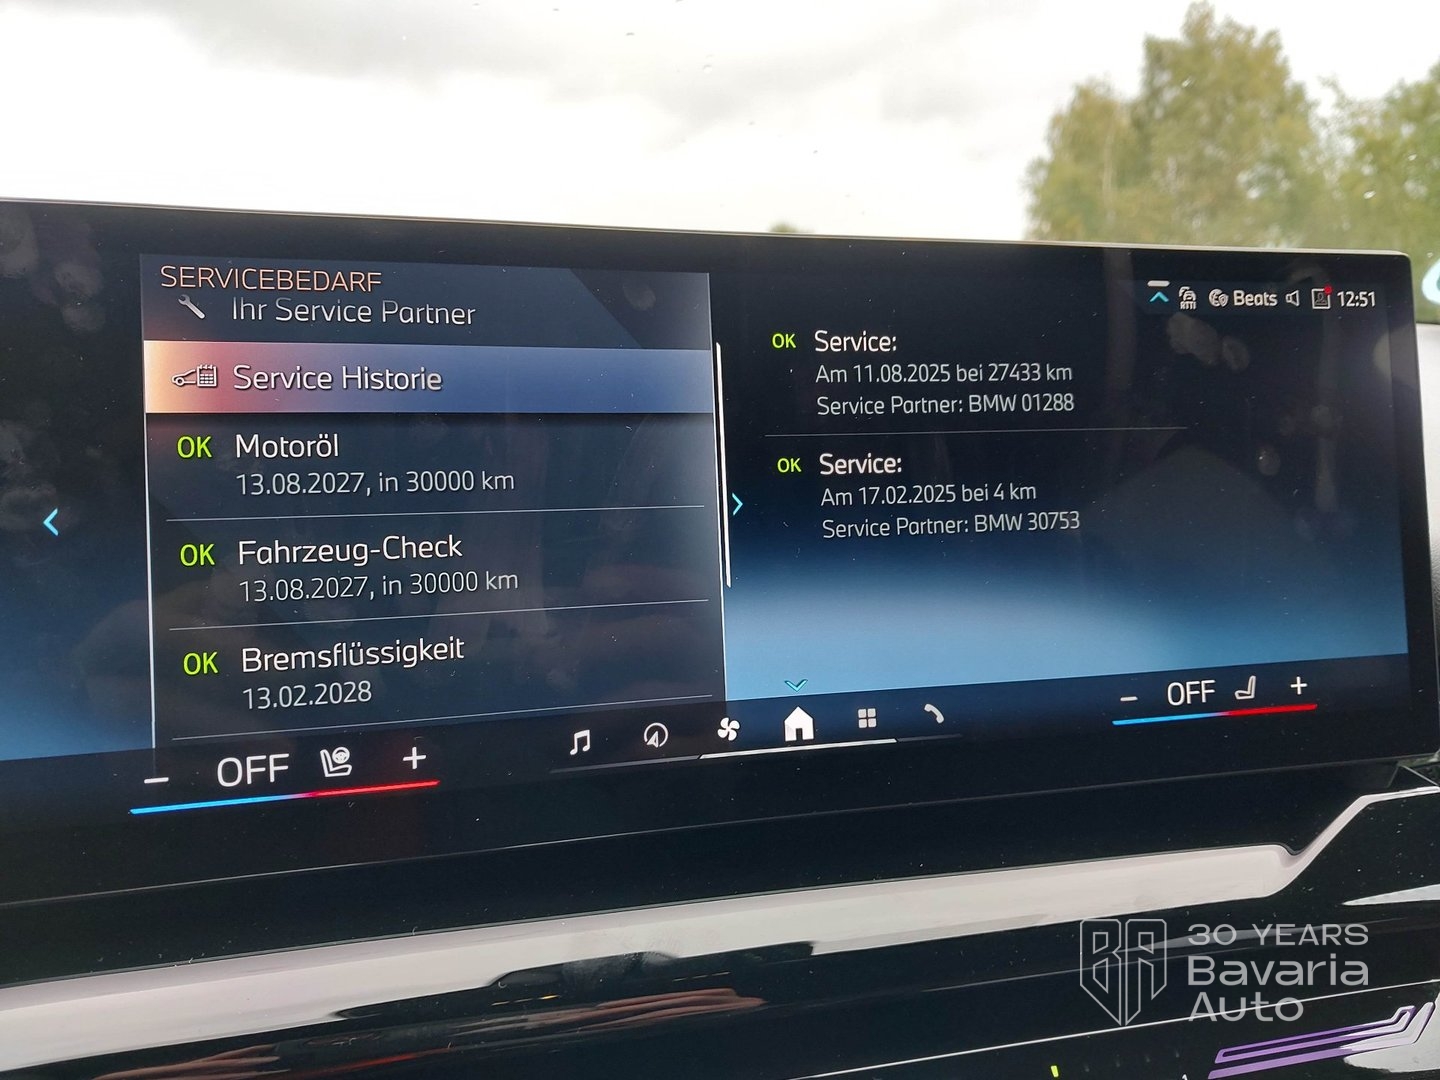 SERVICEBEDARF
Ihr Service Partner
Service Historie
OK Motoröl
13.08.2027, in 30000 km
OK Fahrzeug-Check
13.08.2027, in 30000 km
OK Bremsflüssigkeit
13.02.2028
Beats 12:51
OK Service:
Am 11.08.2025 bei 27433 km
Service Partner: BMW 01288
OK Service:
Am 17.02.2025 bei 4 km
Service Partner: BMW 30753
− OFF +
− OFF +
BA 30 YEARS
Bavaria
Auto